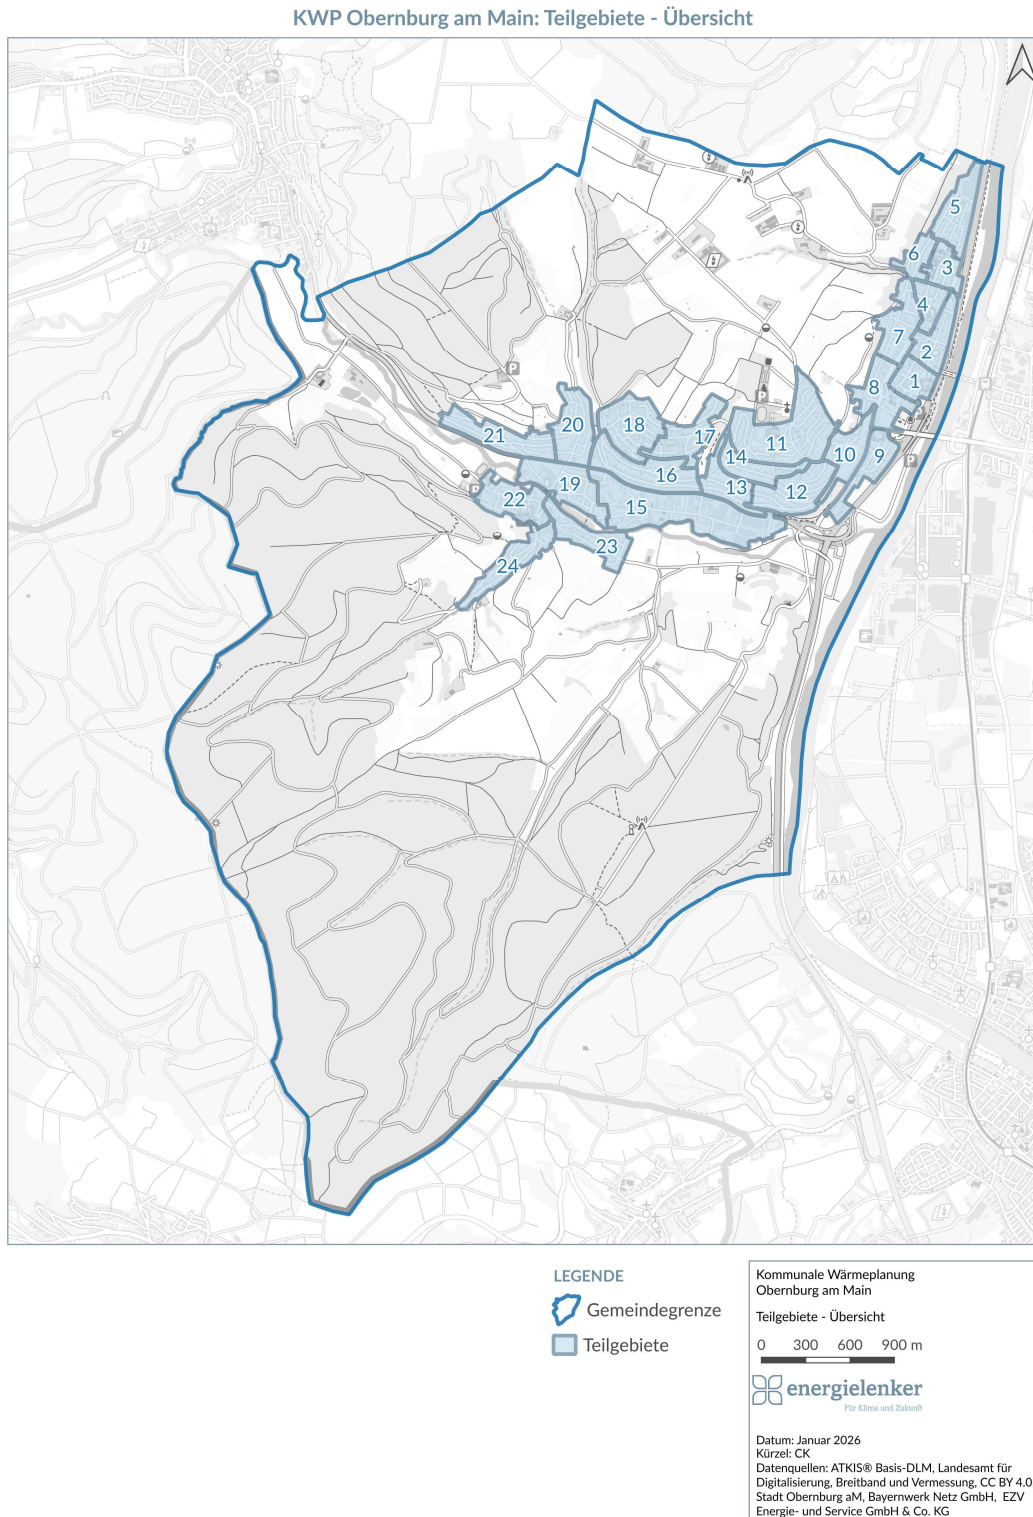 KWP Obernburg am Main: Teilgebiete - Übersicht
5
6
3
4
7
2
1
8
20
18
17
21
11
14
10
9
16
19
13
12
22
15
23
24
LEGENDE
Gemeindegrenze
Teilgebiete
Kommunale Wärmeplanung
Obernburg am Main
Teilgebiete - Übersicht
0 300 600 900 m
energielenker
Für Klima und Zukunft
Datum: Januar 2026
Kürzel: CK
Datenquellen: ATKIS® Basis-DLM, Landesamt für
Digitalisierung, Breitband und Vermessung, CC BY 4.0
Stadt Obernburg aM, Bayernwerk Netz GmbH, EZV
Energie- und Service GmbH & Co. KG